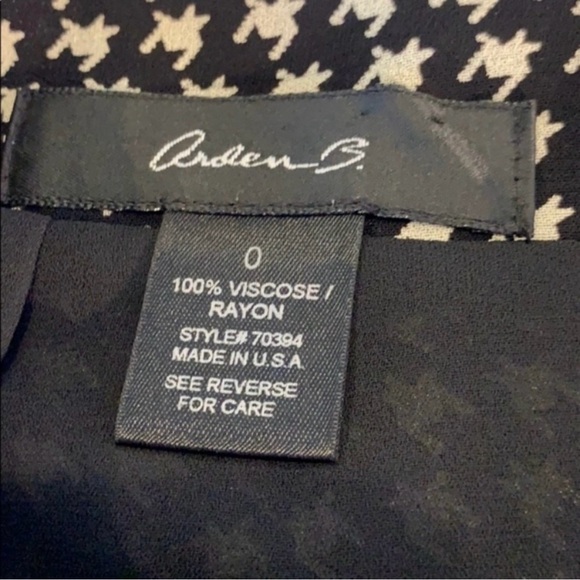 Arden B.
0
100% VISCOSE /
RAYON
STYLE# 70394
MADE IN U.S.A
SEE REVERSE
FOR CARE